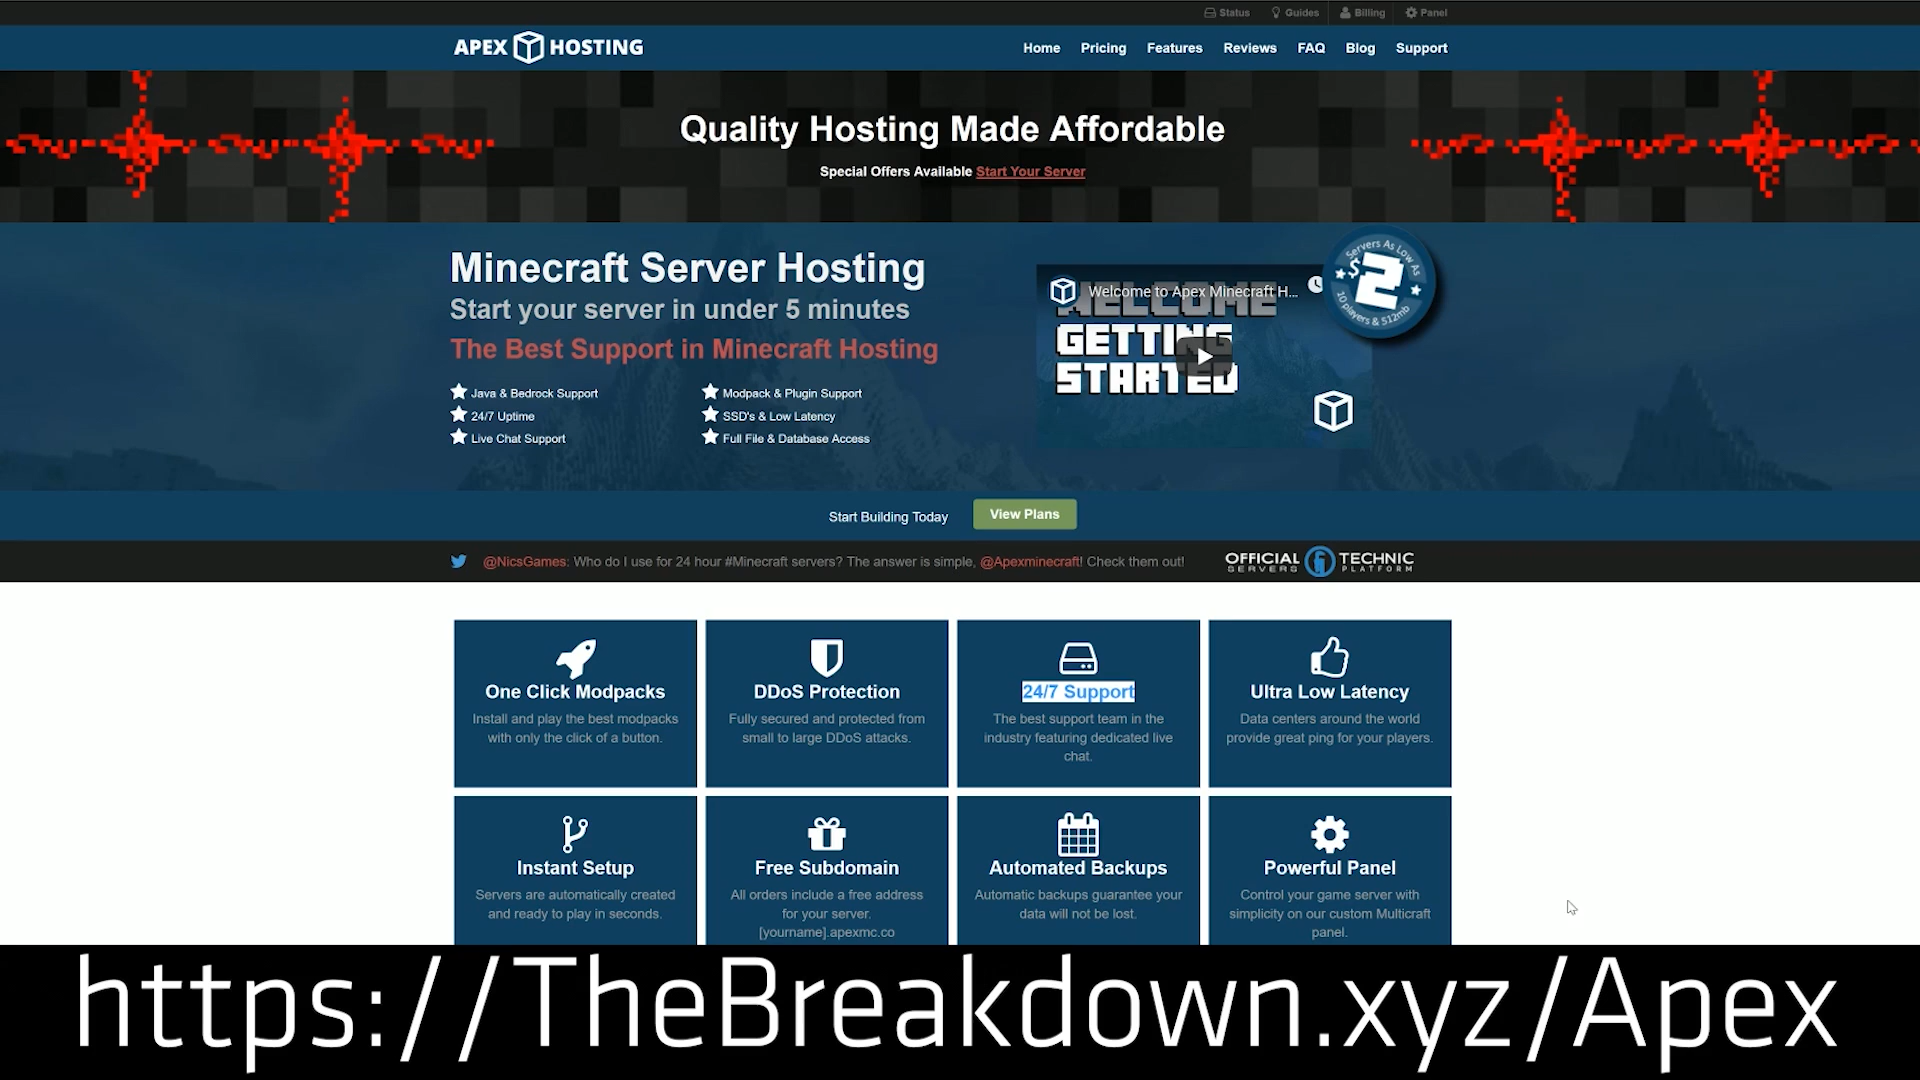 Status Guides Billing Panel
APEX HOSTING
Home Pricing Features Reviews FAQ Blog Support
Quality Hosting Made Affordable
Special Offers Available Start Your Server
Minecraft Server Hosting
Start your server in under 5 minutes
The Best Support in Minecraft Hosting
Java & Bedrock Support
Modpack & Plugin Support
24/7 Uptime
SSD's & Low Latency
Live Chat Support
Full File & Database Access
Welcome to Apex Minecraft H...
WELCOME
GETTING
STARTED
Servers As Low As
$2
10 players & 512mb
Start Building Today View Plans
@NicsGames: Who do I use for 24 hour #Minecraft servers? The answer is simple, @Apexminecraft! Check them out!
OFFICIAL TECHNIC
SERVERS PLATFORM
One Click Modpacks
Install and play the best modpacks
with only the click of a button.
DDoS Protection
Fully secured and protected from
small to large DDoS attacks.
24/7 Support
The best support team in the
industry featuring dedicated live
chat.
Ultra Low Latency
Data centers around the world
provide great ping for your players.
Instant Setup
Servers are automatically created
and ready to play in seconds.
Free Subdomain
All orders include a free address
for your server.
[yourname].apexmc.co
Automated Backups
Automatic backups guarantee your
data will not be lost.
Powerful Panel
Control your game server with
simplicity on our custom Multicraft
panel.
https://TheBreakdown.xyz/Apex